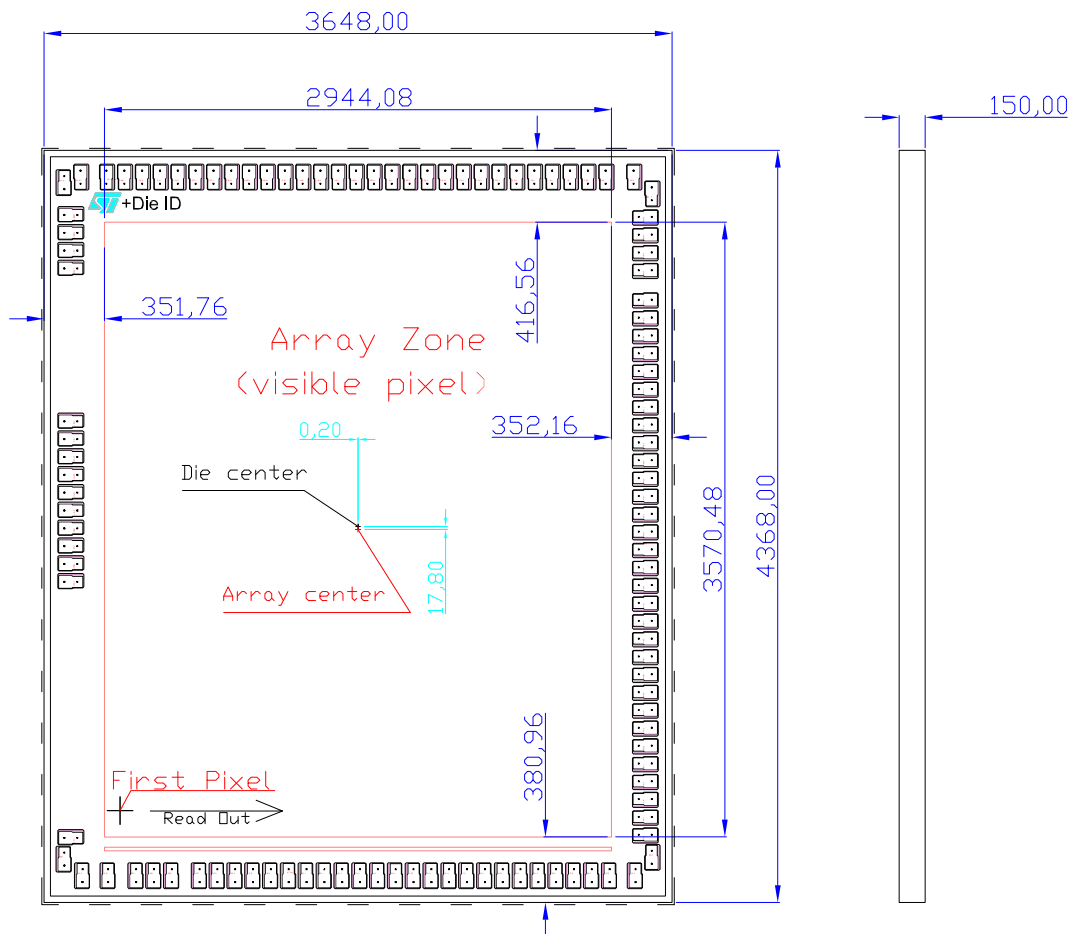 3648,00
2944,08
150,00
ST
+Die ID
351,76
416,56
Array Zone
(visible pixel)
0,20
352,16
Die center
3570,48
4368,00
17,80
Array center
380,96
First Pixel
Read Out